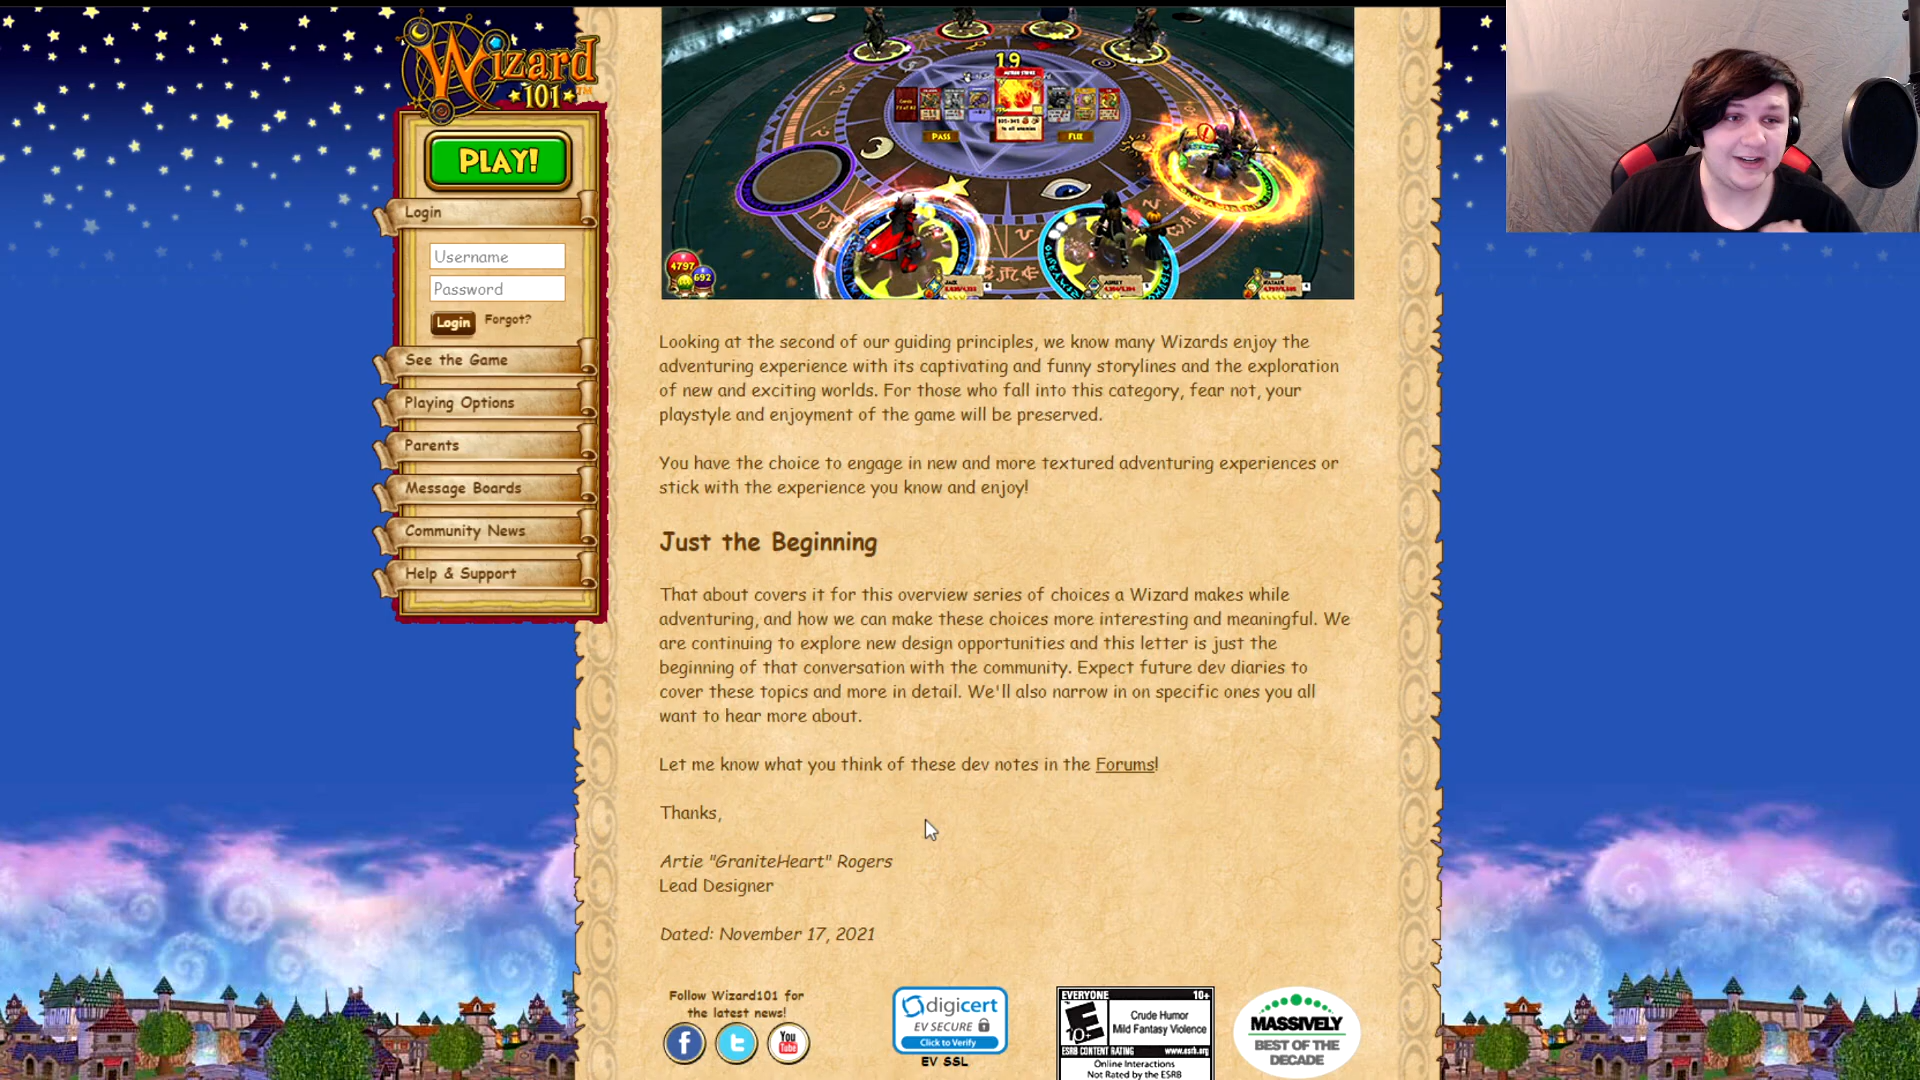 Wizard
101
PLAY!
Login
Username
Password
Login Forgot?
See the Game
Playing Options
Parents
Message Boards
Community News
Help & Support
19
PASS
FLEE
4797
692
Looking at the second of our guiding principles, we know many Wizards enjoy the
adventuring experience with its captivating and funny storylines and the exploration
of new and exciting worlds. For those who fall into this category, fear not, your
playstyle and enjoyment of the game will be preserved.
You have the choice to engage in new and more textured adventuring experiences or
stick with the experience you know and enjoy!
Just the Beginning
That about covers it for this overview series of choices a Wizard makes while
adventuring, and how we can make these choices more interesting and meaningful. We
are continuing to explore new design opportunities and this letter is just the
beginning of that conversation with the community. Expect future dev diaries to
cover these topics and more in detail. We'll also narrow in on specific ones you all
want to hear more about.
Let me know what you think of these dev notes in the Forums!
Thanks,
Artie "GraniteHeart" Rogers
Lead Designer
Dated: November 17, 2021
Follow Wizard101 for
the latest news!
You
Tube
digicert
EV SECURE
Click to Verify
EV SSL
EVERYONE 10+
Crude Humor
Mild Fantasy Violence
ESRB CONTENT RATING www.esrb.org
Online Interactions
Not Rated by the ESRB
MASSIVELY
BEST OF THE
DECADE